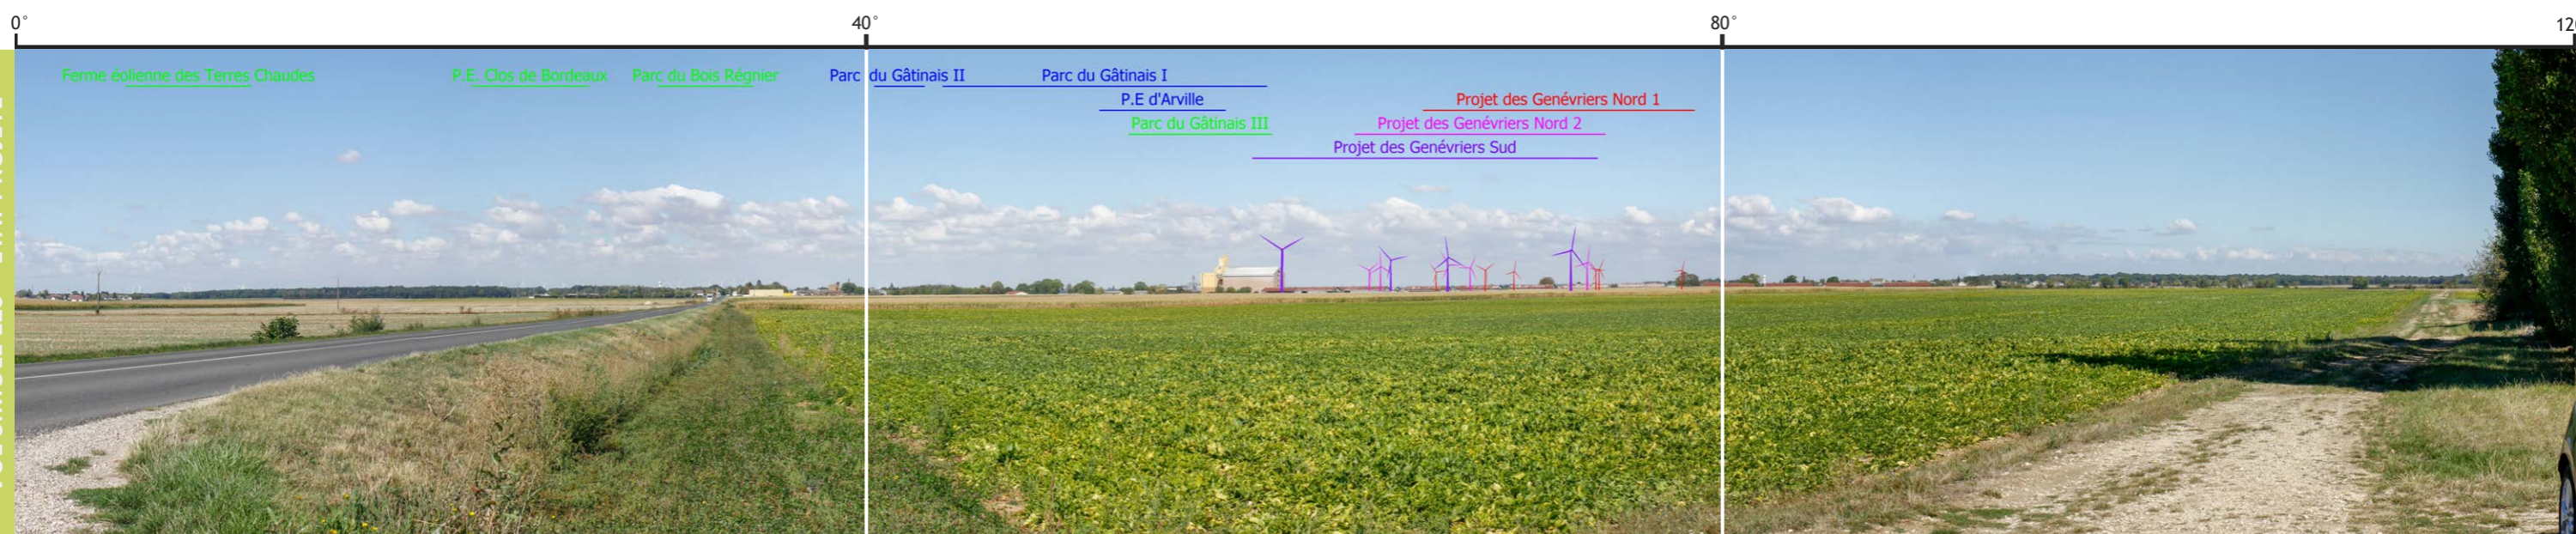 0°
40°
80°
Ferme éolienne des Terres Chaudes
P.E. Clos de Bordeaux
Parc du Bois Régnier
Parc du Gâtinais II
Parc du Gâtinais I
P.E d'Arville
Projet des Genévriers Nord 1
Parc du Gâtinais III
Projet des Genévriers Nord 2
Projet des Genévriers Sud